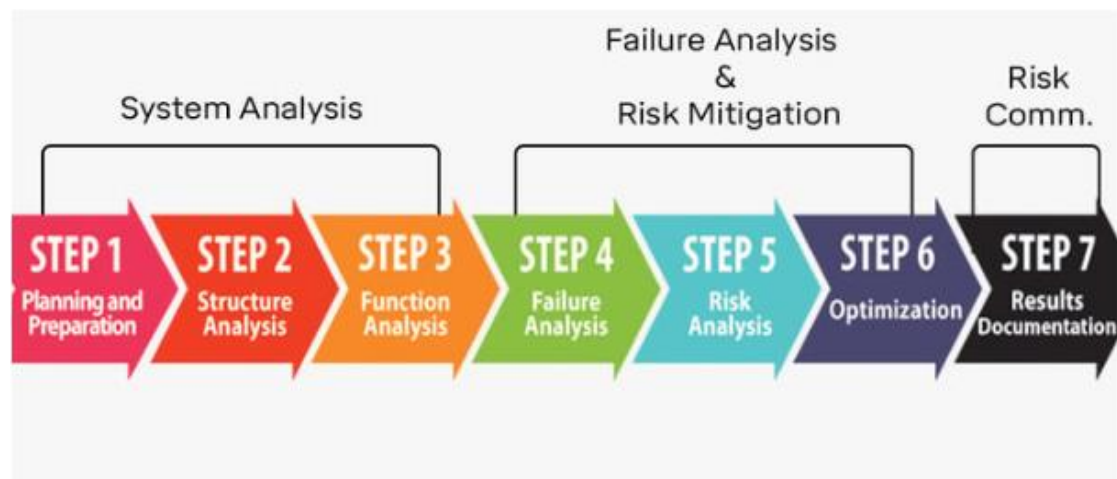 System Analysis
Failure Analysis
&
Risk Mitigation
Risk
Comm.
STEP 1
Planning and
Preparation
STEP 2
Structure
Analysis
STEP 3
Function
Analysis
STEP 4
Failure
Analysis
STEP 5
Risk
Analysis
STEP 6
Optimization
STEP 7
Results
Documentation